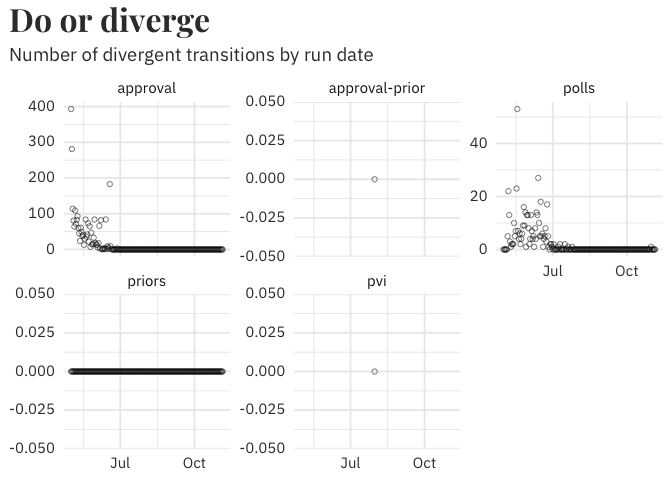 Do or diverge
Number of divergent transitions by run date
approval
approval-prior
polls
400
300
200
100
0
0.050
0.025
0.000
-0.025
-0.050
40
20
0
Jul Oct
priors
pvi
0.050
0.025
0.000
-0.025
-0.050
0.050
0.025
0.000
-0.025
-0.050
Jul Oct
Jul Oct